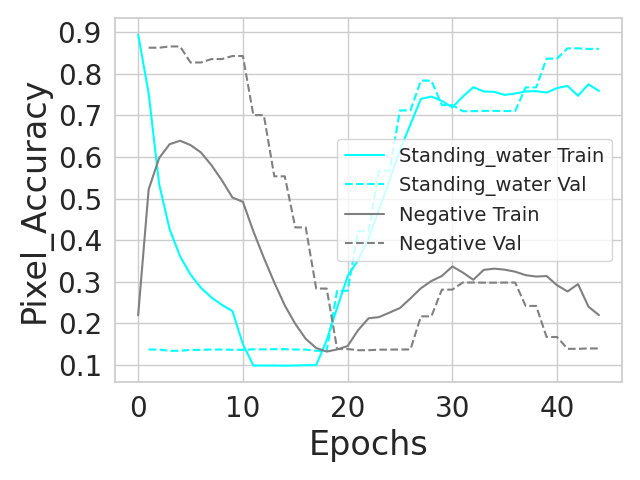 0.9
0.8
0.7
0.6
0.5
0.4
0.3
0.2
0.1
Pixel_Accuracy
Standing_water Train
Standing_water Val
Negative Train
Negative Val
0 10 20 30 40
Epochs